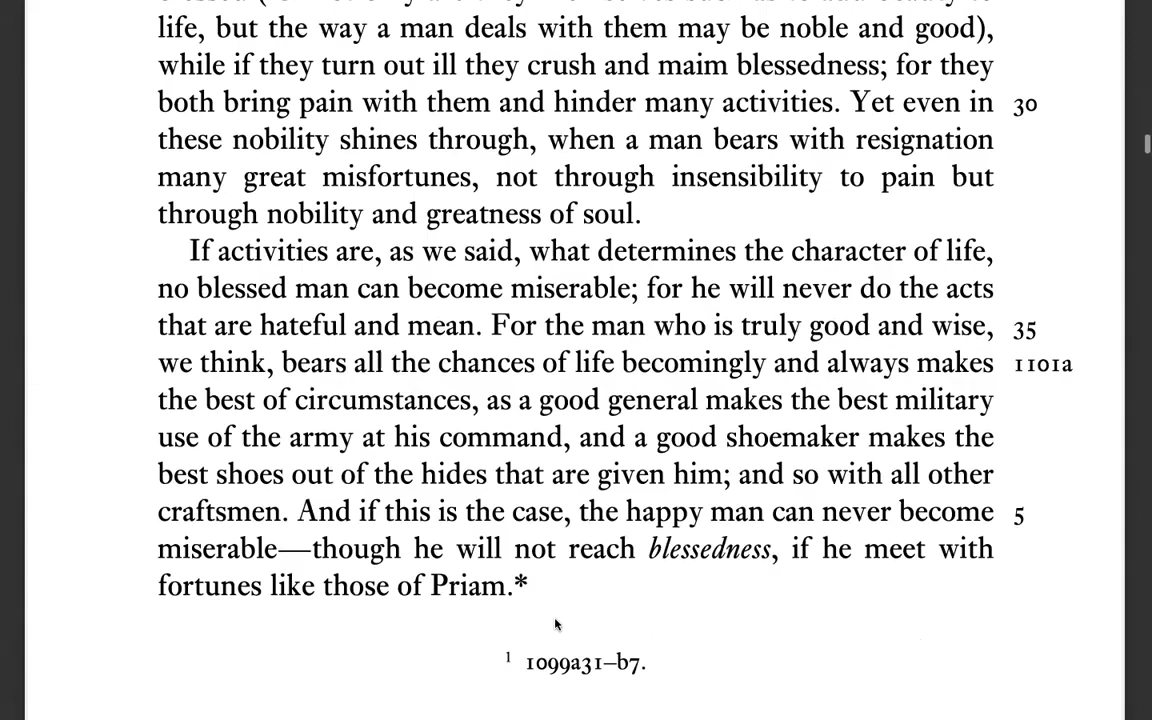 life, but the way a man deals with them may be noble and good),
while if they turn out ill they crush and maim blessedness; for they
both bring pain with them and hinder many activities. Yet even in 30
these nobility shines through, when a man bears with resignation
many great misfortunes, not through insensibility to pain but
through nobility and greatness of soul.
If activities are, as we said, what determines the character of life,
no blessed man can become miserable; for he will never do the acts
that are hateful and mean. For the man who is truly good and wise, 35
we think, bears all the chances of life becomingly and always makes 1101a
the best of circumstances, as a good general makes the best military
use of the army at his command, and a good shoemaker makes the
best shoes out of the hides that are given him; and so with all other
craftsmen. And if this is the case, the happy man can never become 5
miserable—though he will not reach blessedness, if he meet with
fortunes like those of Priam.*
1 1099a31–b7.